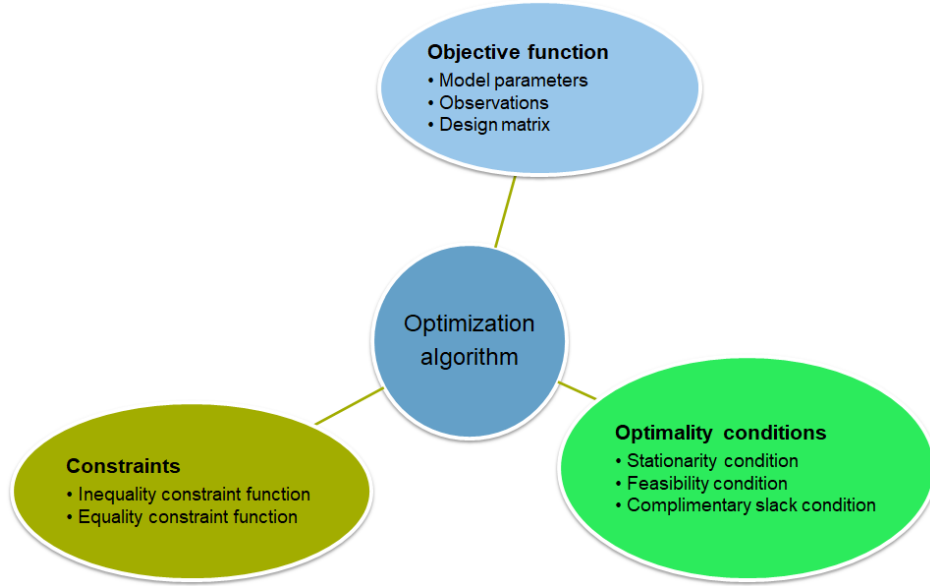 Objective function
• Model parameters
• Observations
• Design matrix
Optimization
algorithm
Constraints
• Inequality constraint function
• Equality constraint function
Optimality conditions
• Stationarity condition
• Feasibility condition
• Complimentary slack condition